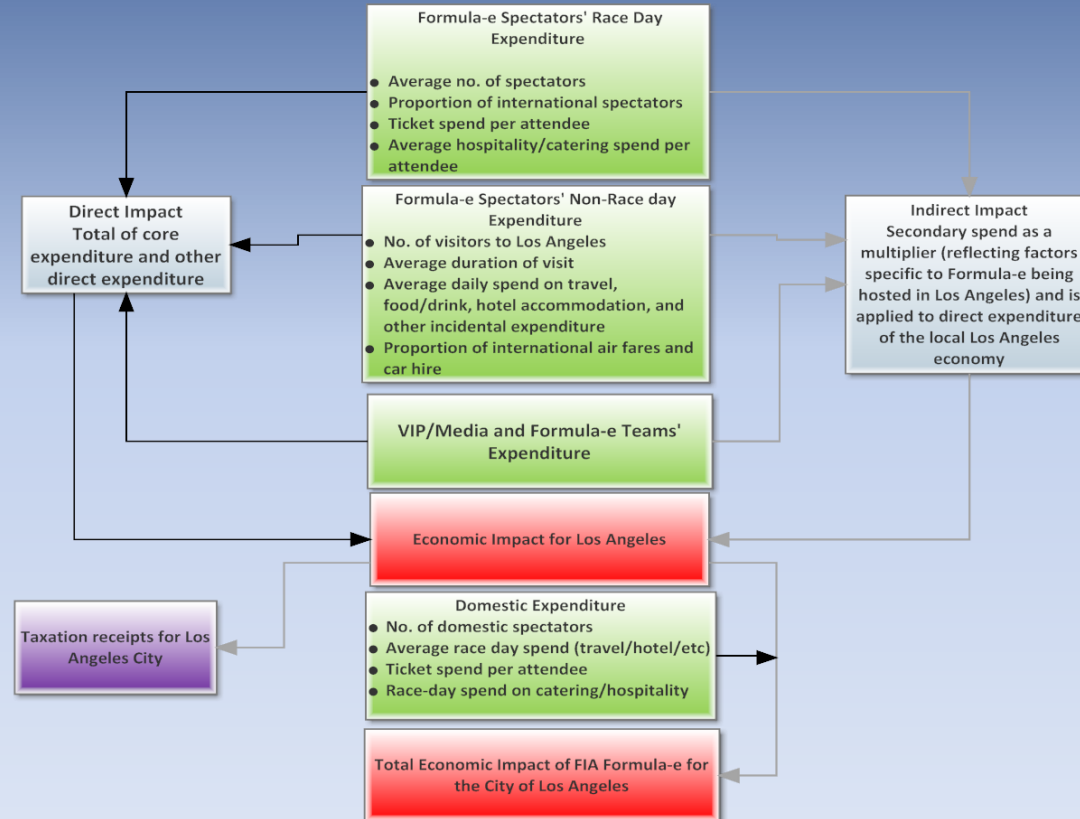 Formula-e Spectators' Race Day
Expenditure
● Average no. of spectators
● Proportion of international spectators
● Ticket spend per attendee
● Average hospitality/catering spend per
attendee
Direct Impact
Total of core
expenditure and other
direct expenditure
Formula-e Spectators' Non-Race day
Expenditure
● No. of visitors to Los Angeles
● Average duration of visit
● Average daily spend on travel,
food/drink, hotel accommodation, and
other incidental expenditure
● Proportion of international air fares and
car hire
Indirect Impact
Secondary spend as a
multiplier (reflecting factors
specific to Formula-e being
hosted in Los Angeles) and is
applied to direct expenditure
of the local Los Angeles
economy
VIP/Media and Formula-e Teams'
Expenditure
Economic Impact for Los Angeles
Taxation receipts for Los
Angeles City
Domestic Expenditure
● No. of domestic spectators
● Average race day spend (travel/hotel/etc)
● Ticket spend per attendee
● Race-day spend on catering/hospitality
Total Economic Impact of FIA Formula-e for
the City of Los Angeles